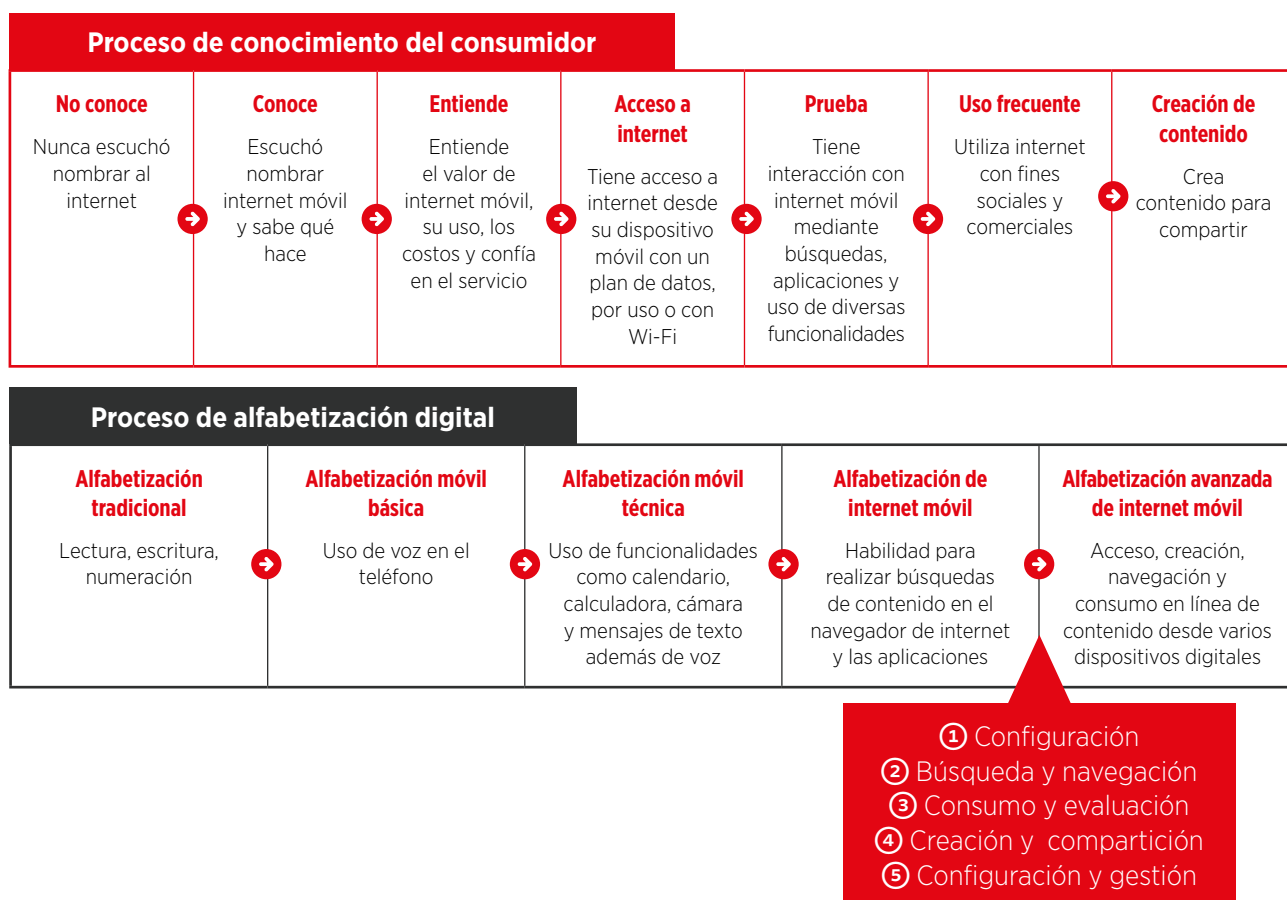 Proceso de conocimiento del consumidor
No conoce
Nunca escuchó
nombrar al
internet
Conoce
Escuchó
nombrar
internet móvil
y sabe qué
hace
Entiende
Entiende
el valor de
internet móvil,
su uso, los
costos y confía
en el servicio
Acceso a
internet
Tiene acceso a
internet desde
su dispositivo
móvil con un
plan de datos,
por uso o con
Wi-Fi
Prueba
Tiene
interacción con
internet móvil
mediante
búsquedas,
aplicaciones y
uso de diversas
funcionalidades
Uso frecuente
Utiliza internet
con fines
sociales y
comerciales
Creación de
contenido
Crea
contenido para
compartir
Proceso de alfabetización digital
Alfabetización
tradicional
Lectura, escritura,
numeración
Alfabetización móvil
básica
Uso de voz en el
teléfono
Alfabetización móvil
técnica
Uso de funcionalidades
como calendario,
calculadora, cámara
y mensajes de texto
además de voz
Alfabetización de
internet móvil
Habilidad para
realizar búsquedas
de contenido en el
navegador de internet
y las aplicaciones
Alfabetización avanzada
de internet móvil
Acceso, creación,
navegación y
consumo en línea de
contenido desde varios
dispositivos digitales
① Configuración
② Búsqueda y navegación
③ Consumo y evaluación
④ Creación y compartición
⑤ Configuración y gestión